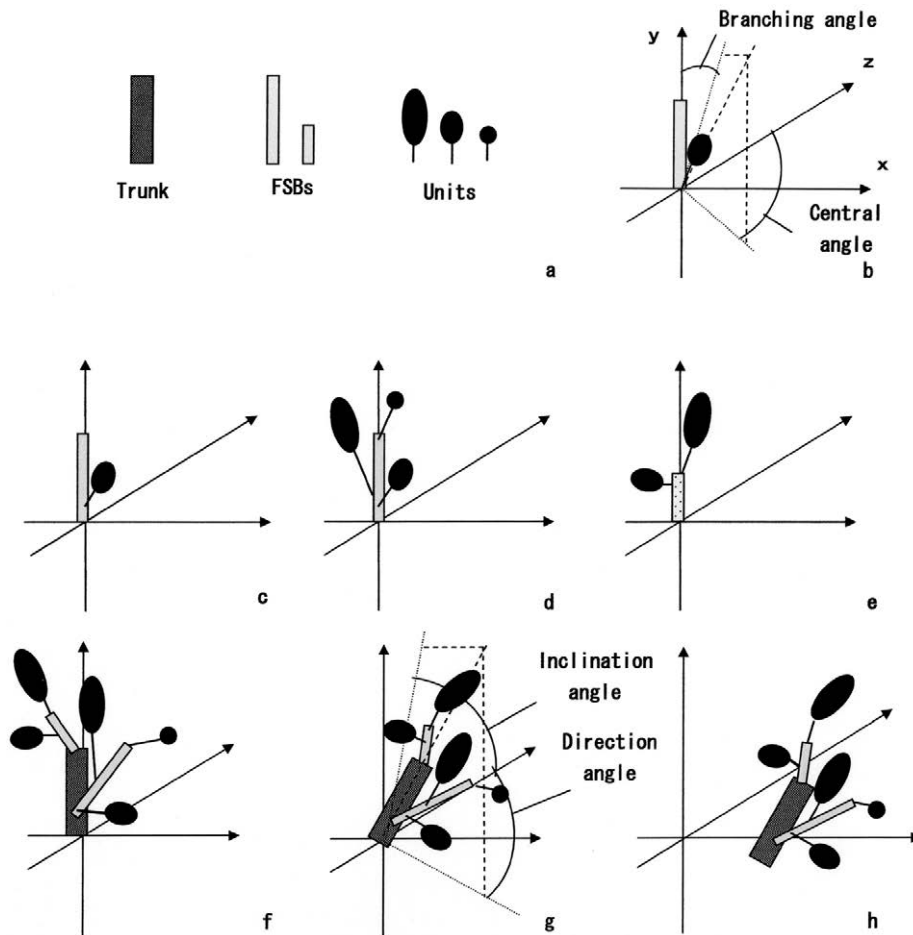 Trunk
FSBs
Units
a
Branching angle
y
z
x
Central
angle
b
c
d
e
f
Inclination
angle
Direction
angle
g
h